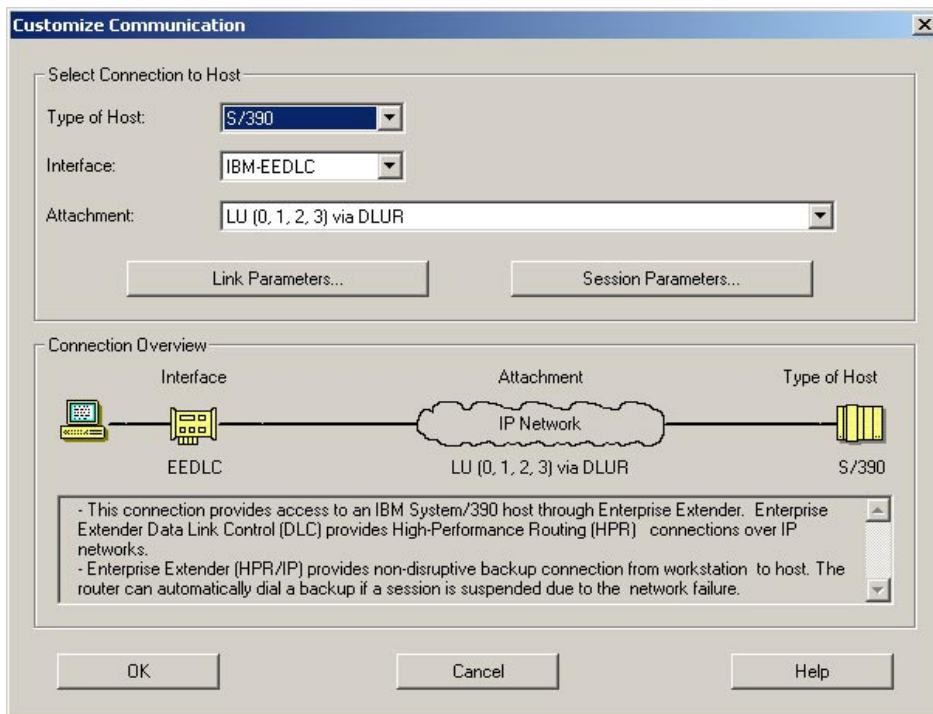 Customize Communication
Select Connection to Host
Type of Host:
S/390
Interface:
IBM-EEDLC
Attachment:
LU (0, 1, 2, 3) via DLUR
Link Parameters...
Session Parameters...
Connection Overview
Interface
Attachment
Type of Host
IP Network
EEDLC
LU (0, 1, 2, 3) via DLUR
S/390
- This connection provides access to an IBM System/390 host through Enterprise Extender. Enterprise
Extender Data Link Control (DLC) provides High-Performance Routing (HPR) connections over IP
networks.
- Enterprise Extender (HPR/IP) provides non-disruptive backup connection from workstation to host. The
router can automatically dial a backup if a session is suspended due to the network failure.
OK
Cancel
Help